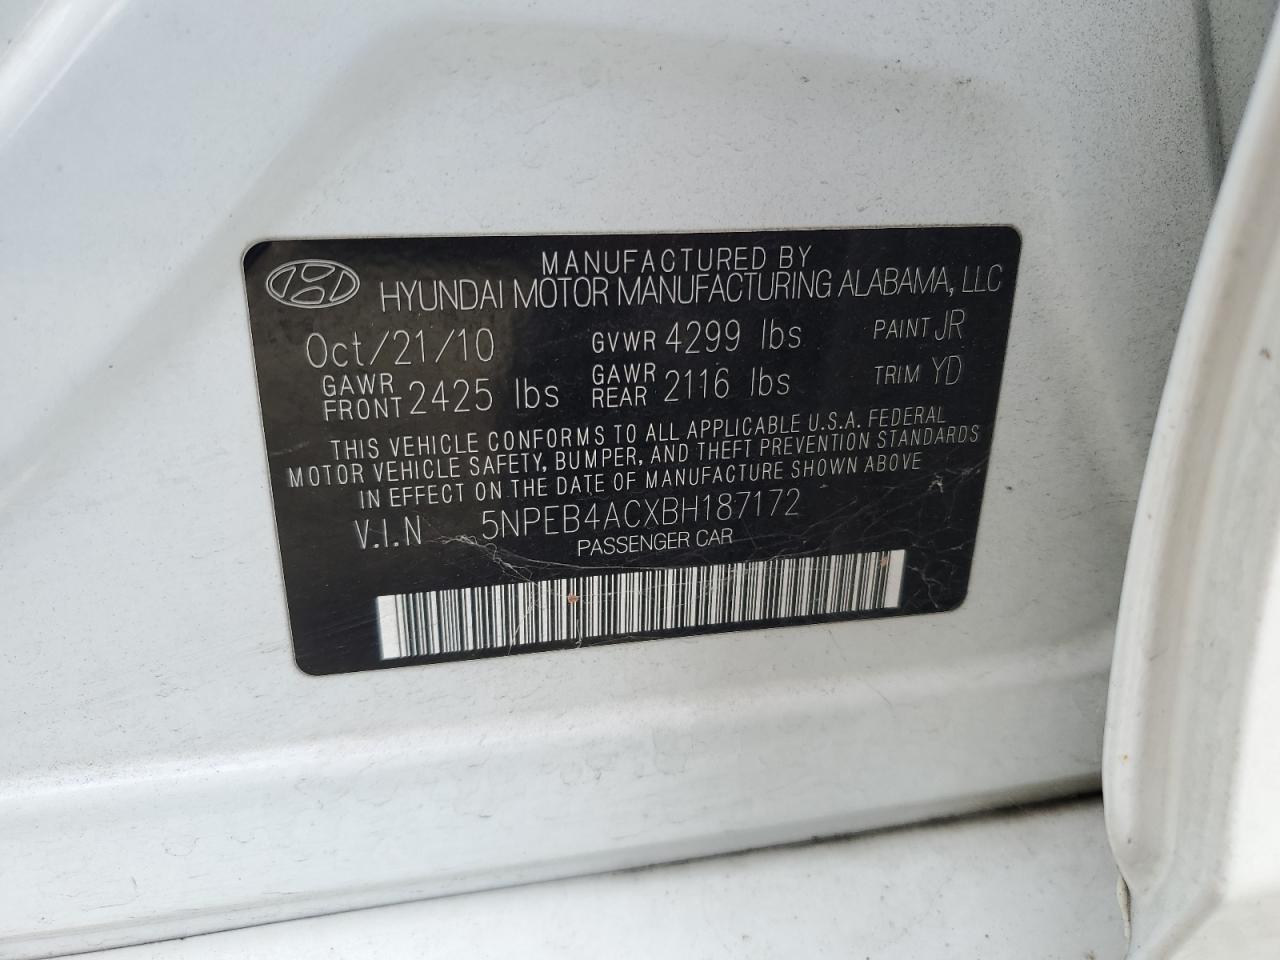 MANUFACTURED BY
HYUNDAI MOTOR MANUFACTURING ALABAMA, LLC
Oct/21/10 GVWR 4299 lbs PAINT JR
GAWR FRONT 2425 lbs GAWR REAR 2116 lbs TRIM YD
THIS VEHICLE CONFORMS TO ALL APPLICABLE U.S.A. FEDERAL
MOTOR VEHICLE SAFETY, BUMPER, AND THEFT PREVENTION STANDARDS
IN EFFECT ON THE DATE OF MANUFACTURE SHOWN ABOVE
V.I.N 5NPEB4ACXBH187172
PASSENGER CAR